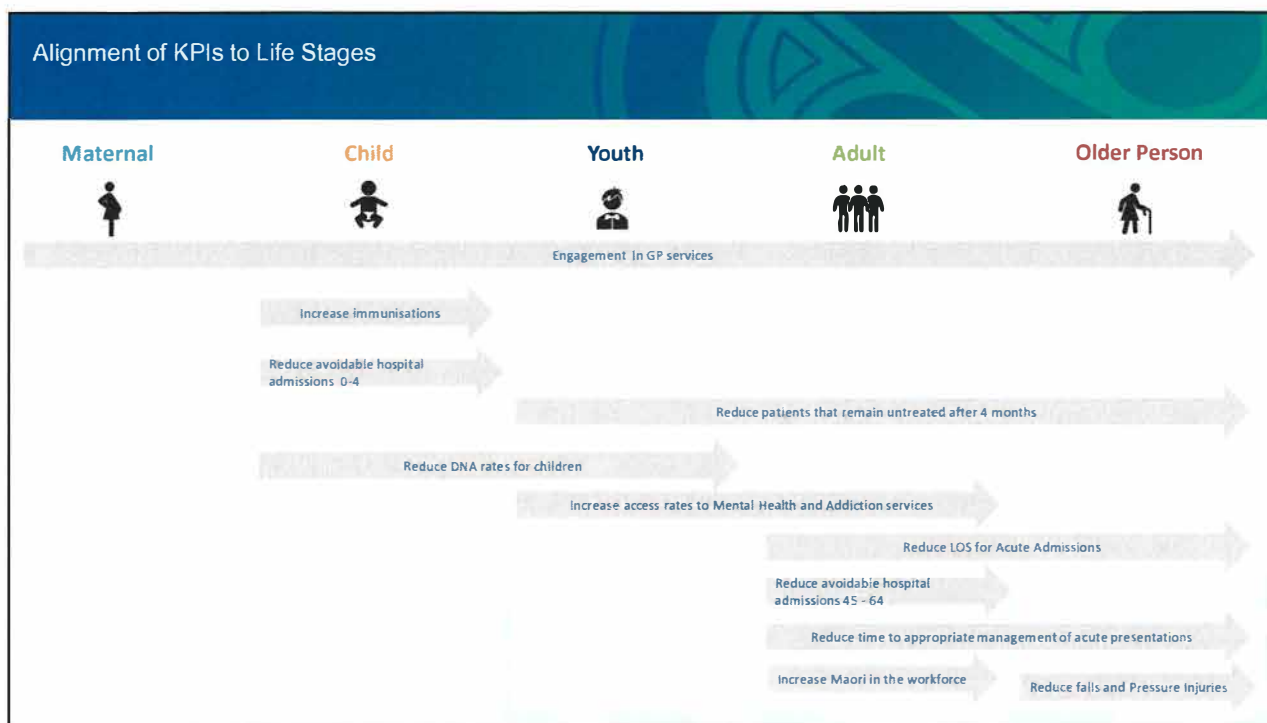 Alignment of KPIs to Life Stages
Maternal
Child
Youth
Adult
Older Person
Engagement in GP services
Increase immunisations
Reduce avoidable hospital
admissions 0-4
Reduce patients that remain untreated after 4 months
Reduce DNA rates for children
Increase access rates to Mental Health and Addiction services
Reduce LOS for Acute Admissions
Reduce avoidable hospital
admissions 45 - 64
Reduce time to appropriate management of acute presentations
Increase Maori in the workforce
Reduce falls and Pressure Injuries